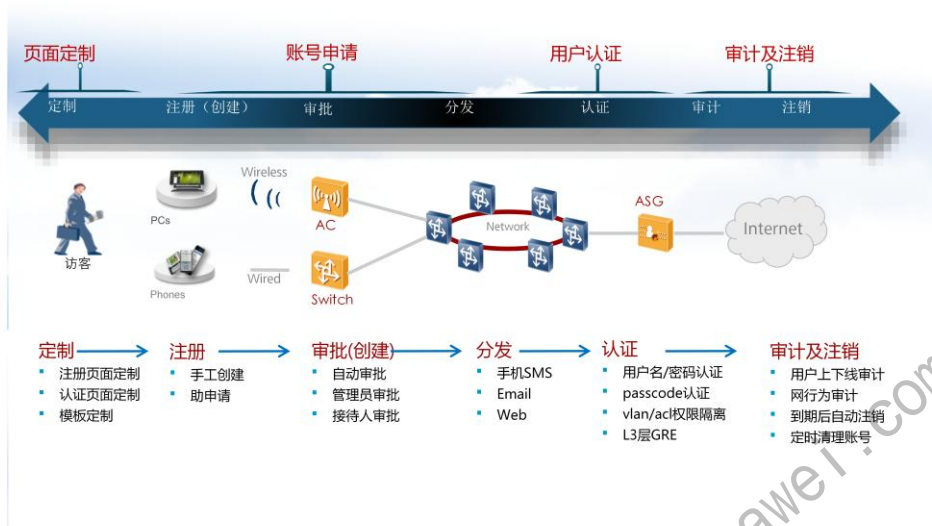 页面定制
账号申请
用户认证
审计及注销
定制
注册（创建）
审批
分发
认证
审计
注销
Wireless
PCs
AC
Network
ASG
Internet
访客
Phones
Wired
Switch
定制
注册
审批(创建)
分发
认证
审计及注销
注册页面定制
认证页面定制
模板定制
手工创建
助申请
自动审批
管理员审批
接待人审批
手机SMS
Email
Web
用户名/密码认证
passcode认证
vlan/acl权限隔离
L3层GRE
用户上下线审计
网行为审计
到期后自动注销
定时清理账号
awei.com